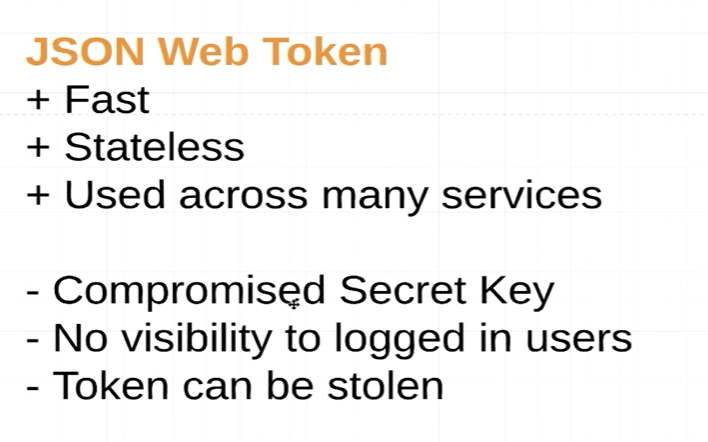 JSON Web Token
+ Fast
+ Stateless
+ Used across many services
- Compromised Secret Key
- No visibility to logged in users
- Token can be stolen